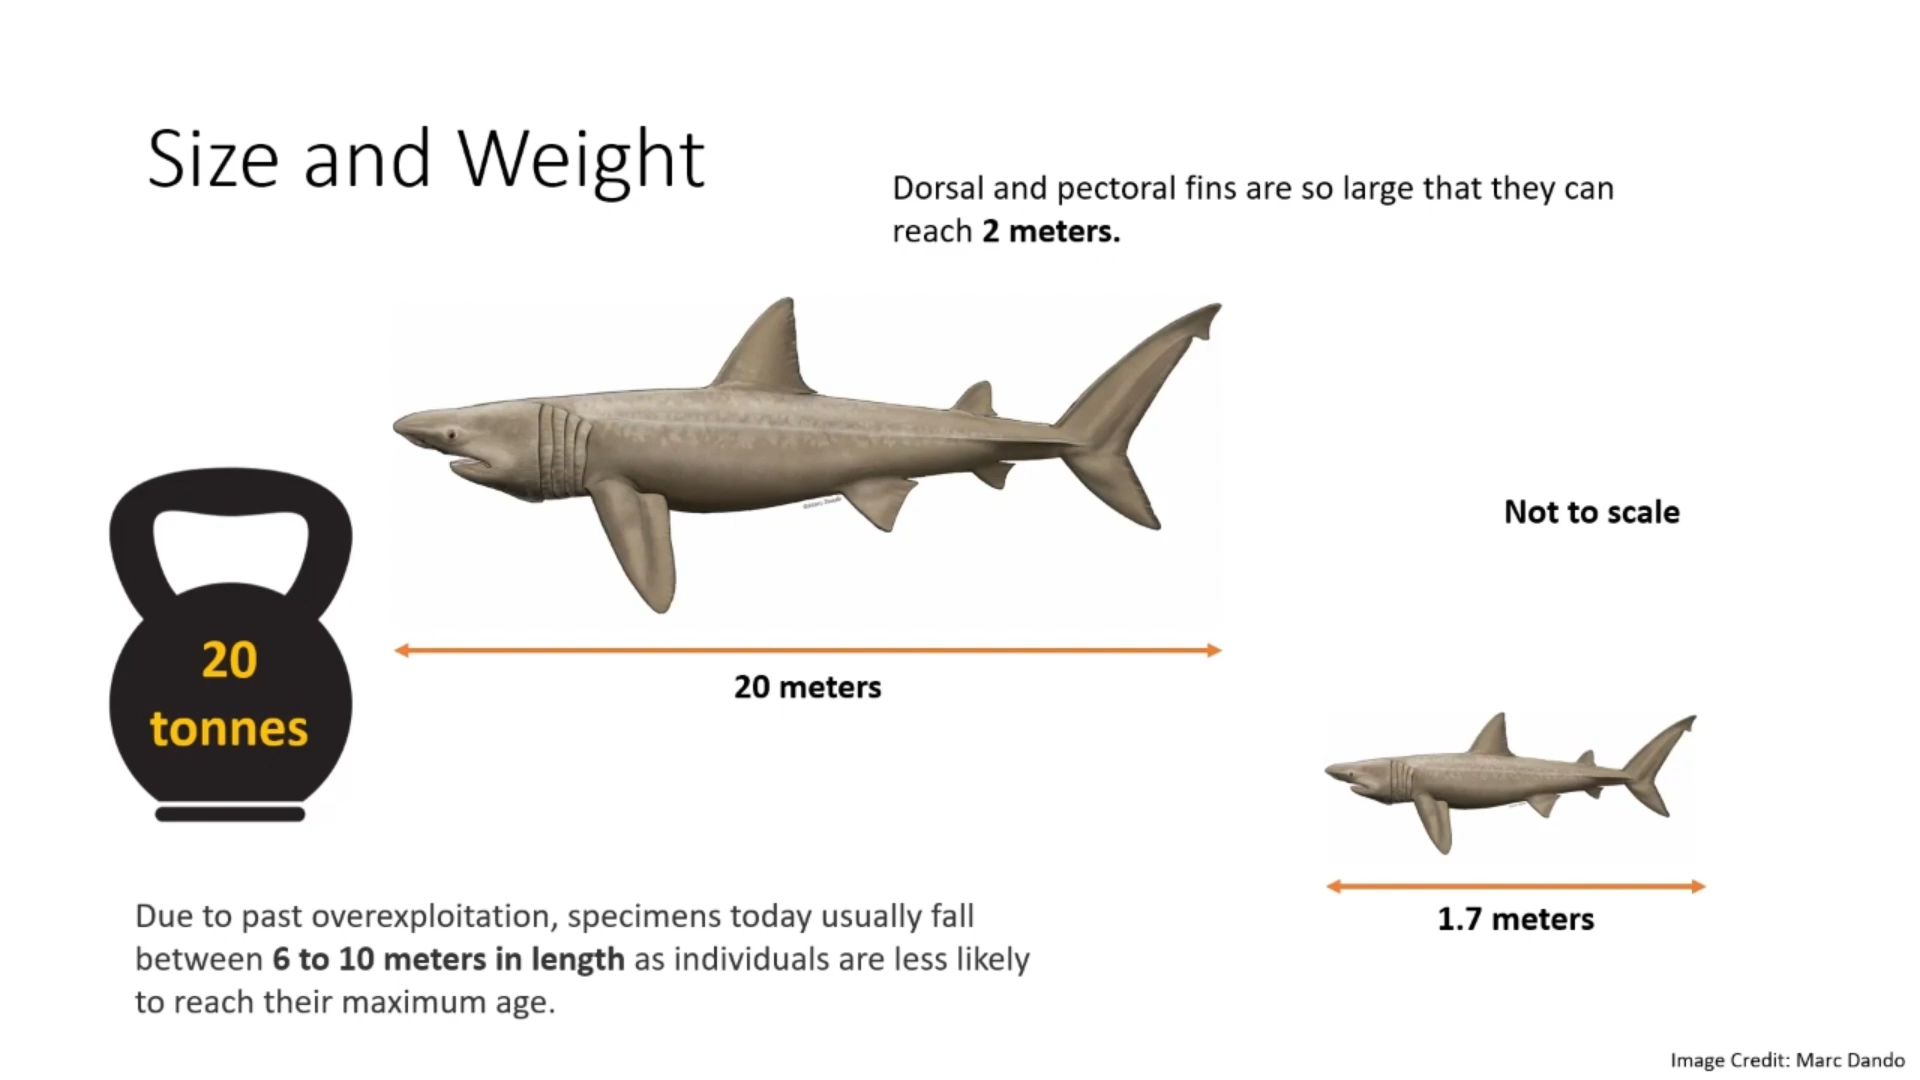 Size and Weight
Dorsal and pectoral fins are so large that they can
reach 2 meters.
Not to scale
20
tonnes
20 meters
1.7 meters
Due to past overexploitation, specimens today usually fall
between 6 to 10 meters in length as individuals are less likely
to reach their maximum age.
Image Credit: Marc Dando